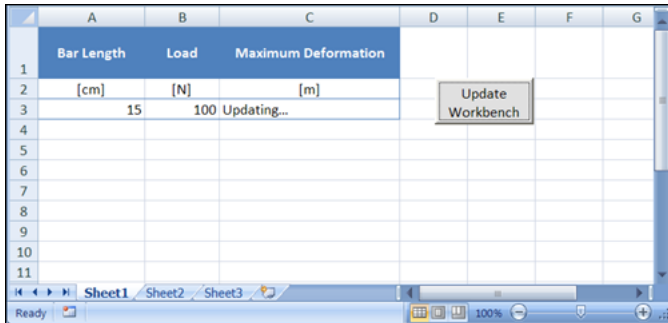 A B C D E F G
1 Bar Length Load Maximum Deformation
2 [cm] [N] [m]
3 15 100 Updating...
Update
Workbench
4
5
6
7
8
9
10
11
Sheet1 Sheet2 Sheet3
Ready 100%